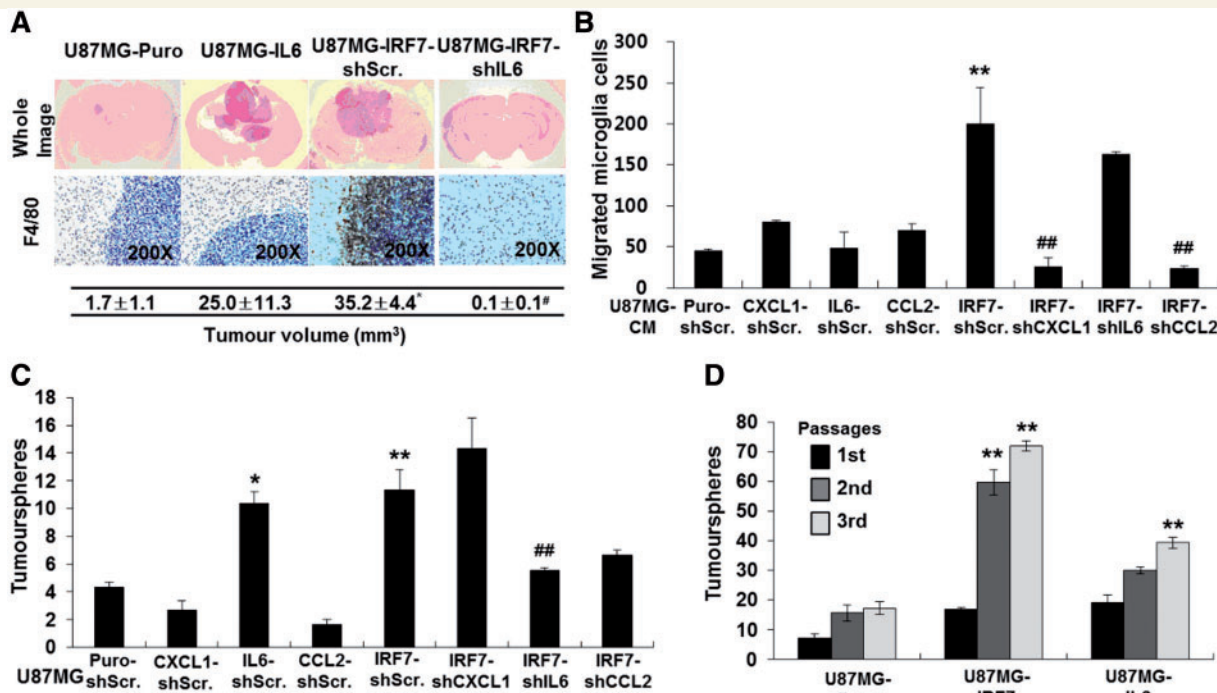 A
U87MG-Puro U87MG-IL6 U87MG-IRF7-shScr. U87MG-IRF7-shIL6
Whole Image
F4/80
200X 200X 200X 200X
1.7±1.1 25.0±11.3 35.2±4.4* 0.1±0.1#
Tumour volume (mm³)
B
Migrated microglia cells
300
250
200
150
100
50
0
**
##
##
U87MG-CM
Puro-shScr. CXCL1-shScr. IL6-shScr. CCL2-shScr. IRF7-shScr. IRF7-shCXCL1 IRF7-shIL6 IRF7-shCCL2
C
Tumourspheres
18
16
14
12
10
8
6
4
2
0
*
**
##
U87MG
Puro-shScr. CXCL1-shScr. IL6-shScr. CCL2-shScr. IRF7-shScr. IRF7-shCXCL1 IRF7-shIL6 IRF7-shCCL2
D
Tumourspheres
80
70
60
50
40
30
20
10
0
Passages
1st
2nd
3rd
**
**
**
U87MG- U87MG- U87MG-